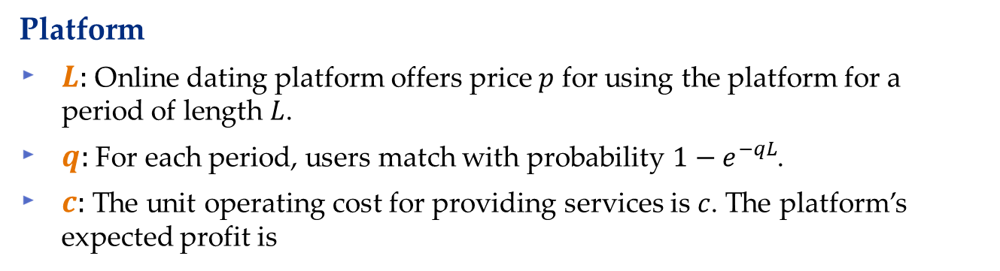 Platform
L: Online dating platform offers price p for using the platform for a
period of length L.
q: For each period, users match with probability 1 − e^{−qL}.
c: The unit operating cost for providing services is c. The platform’s
expected profit is